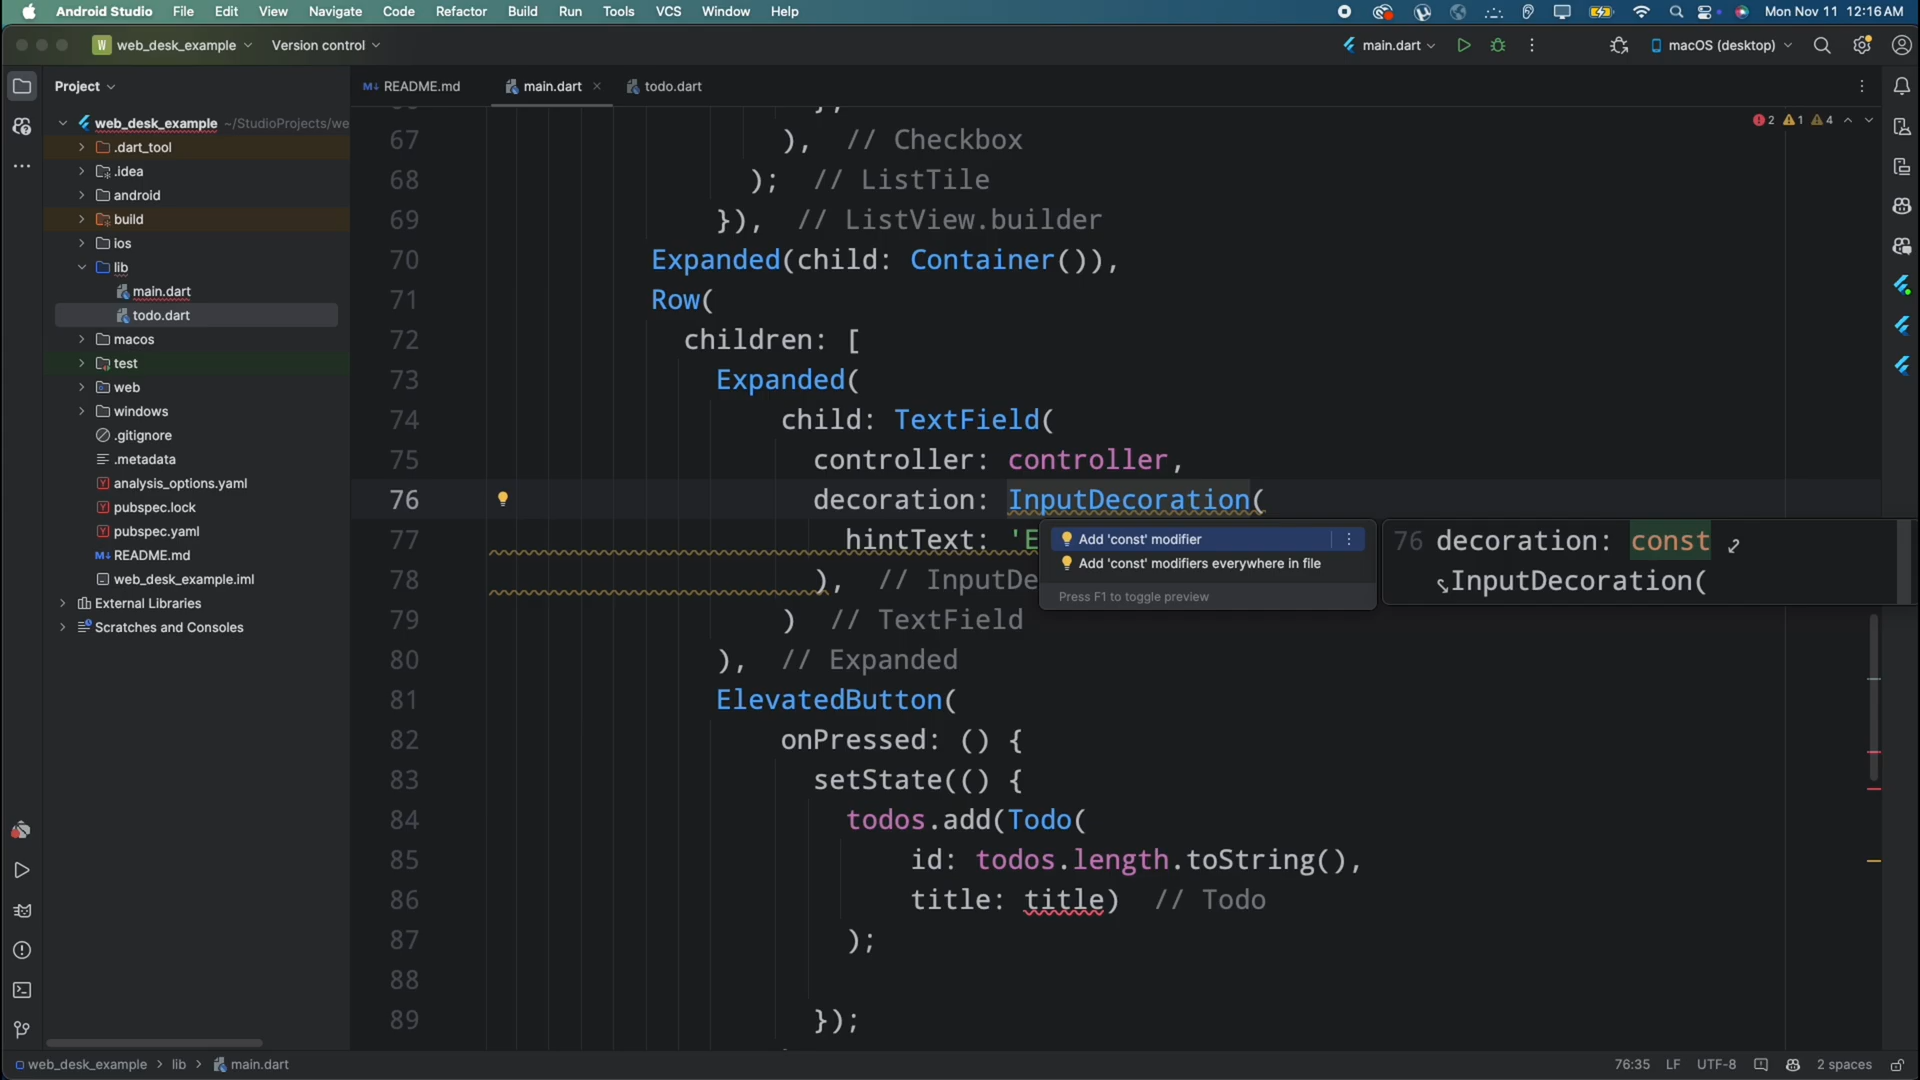 Android Studio File Edit View Navigate Code Refactor Build Run Tools VCS Window Help Mon Nov 11 12:16 AM
W web_desk_example Version control main.dart macOS (desktop)
Project
M↓ README.md main.dart todo.dart
web_desk_example ~/StudioProjects/we
.dart_tool
.idea
android
build
ios
lib
main.dart
todo.dart
macos
test
web
windows
.gitignore
.metadata
analysis_options.yaml
pubspec.lock
pubspec.yaml
M↓ README.md
web_desk_example.iml
External Libraries
Scratches and Consoles
2 1 4
67 ), // Checkbox
68 ); // ListTile
69 }), // ListView.builder
70 Expanded(child: Container()),
71 Row(
72 children: [
73 Expanded(
74 child: TextField(
75 controller: controller,
76 decoration: InputDecoration(
77 hintText: 'E
78 ), // InputDe
79 ) // TextField
80 ), // Expanded
81 ElevatedButton(
82 onPressed: () {
83 setState(() {
84 todos.add(Todo(
85 id: todos.length.toString(),
86 title: title) // Todo
87 );
88
89 });
Add 'const' modifier
Add 'const' modifiers everywhere in file
Press F1 to toggle preview
76 decoration: const
InputDecoration(
web_desk_example > lib > main.dart
76:35 LF UTF-8 2 spaces